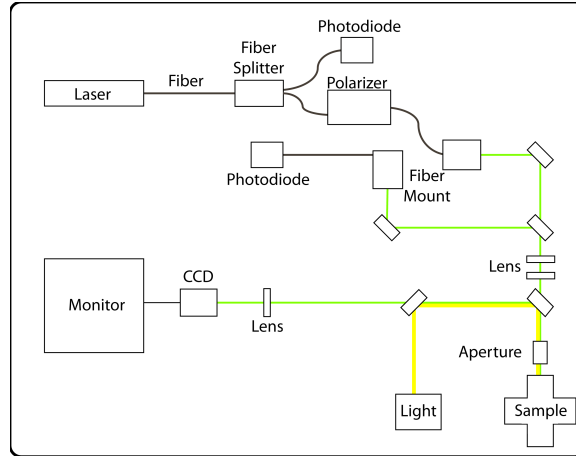 Photodiode
Fiber
Splitter
Fiber
Polarizer
Laser
Photodiode
Fiber
Mount
Lens
CCD
Monitor
Lens
Aperture
Light
Sample